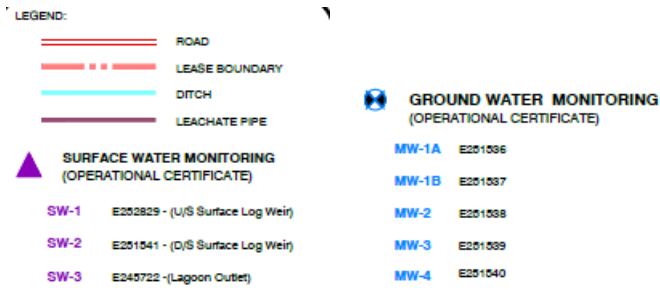 LEGEND:
ROAD
LEASE BOUNDARY
DITCH
LEACHATE PIPE
SURFACE WATER MONITORING
(OPERATIONAL CERTIFICATE)
SW-1 E252829 - (U/S Surface Log Weir)
SW-2 E251541 - (D/S Surface Log Weir)
SW-3 E245722 -(Lagoon Outlet)
GROUND WATER MONITORING
(OPERATIONAL CERTIFICATE)
MW-1A E251536
MW-1B E251537
MW-2 E251538
MW-3 E251539
MW-4 E251540